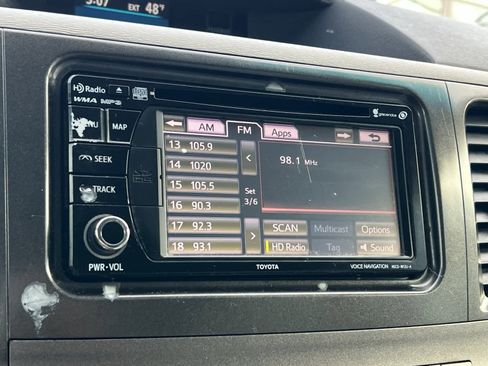 5:07 EXT 48°F
HD Radio
WMA MP3
gracenote
MENU MAP
SEEK
TRACK
PWR•VOL
AM FM Apps
13 105.9
14 1020
15 105.5
16 90.3
17 92.3
18 93.1
Set
3/6
98.1 MHz
SCAN Multicast Options
HD Radio Tag Sound
TOYOTA
VOICE NAVIGATION